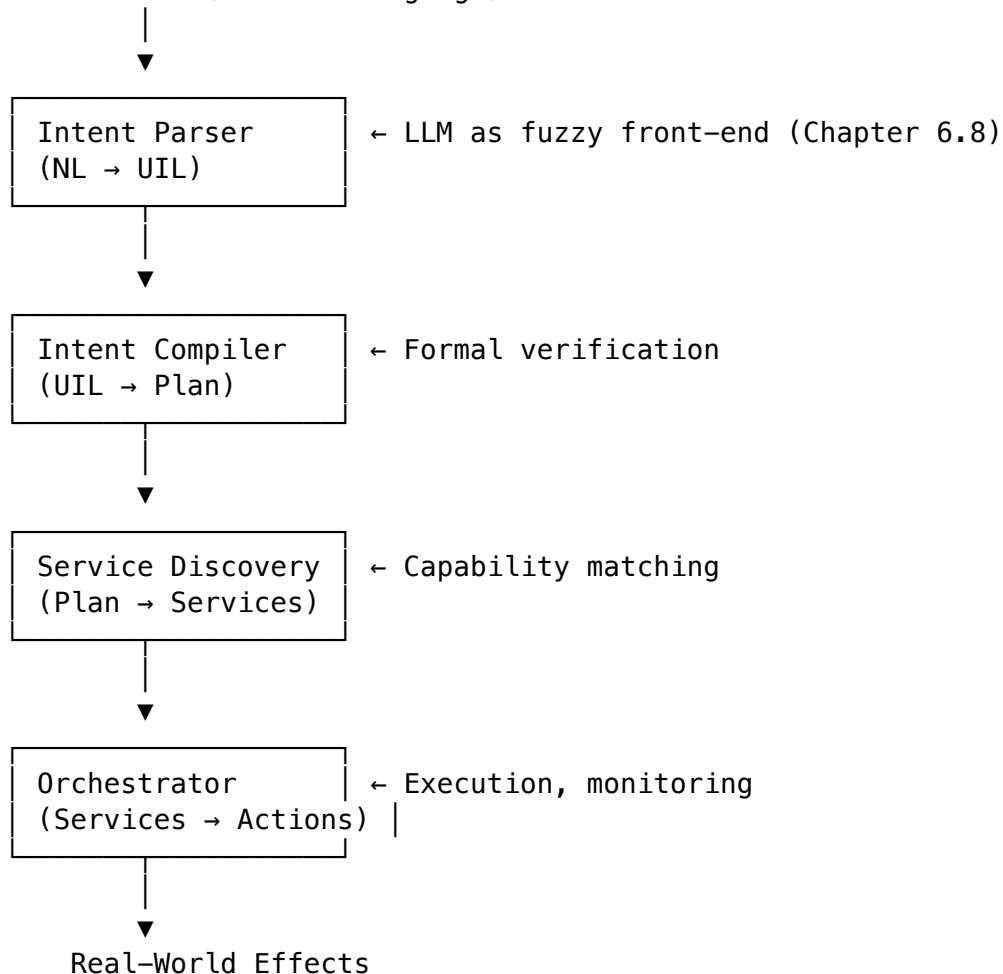 Intent Parser ← LLM as fuzzy front-end (Chapter 6.8)
(NL → UIL)
Intent Compiler ← Formal verification
(UIL → Plan)
Service Discovery ← Capability matching
(Plan → Services)
Orchestrator ← Execution, monitoring
(Services → Actions)
Real-World Effects